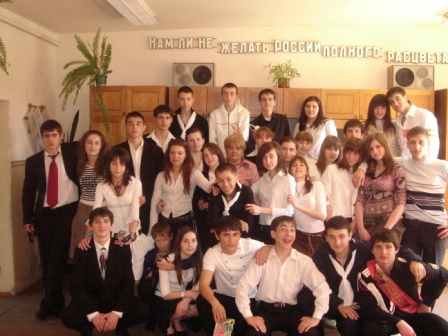 НАМ ЛИ НЕ ЖЕЛАТЬ РОССИИ ПОЛНОГО РАСЦВЕТА